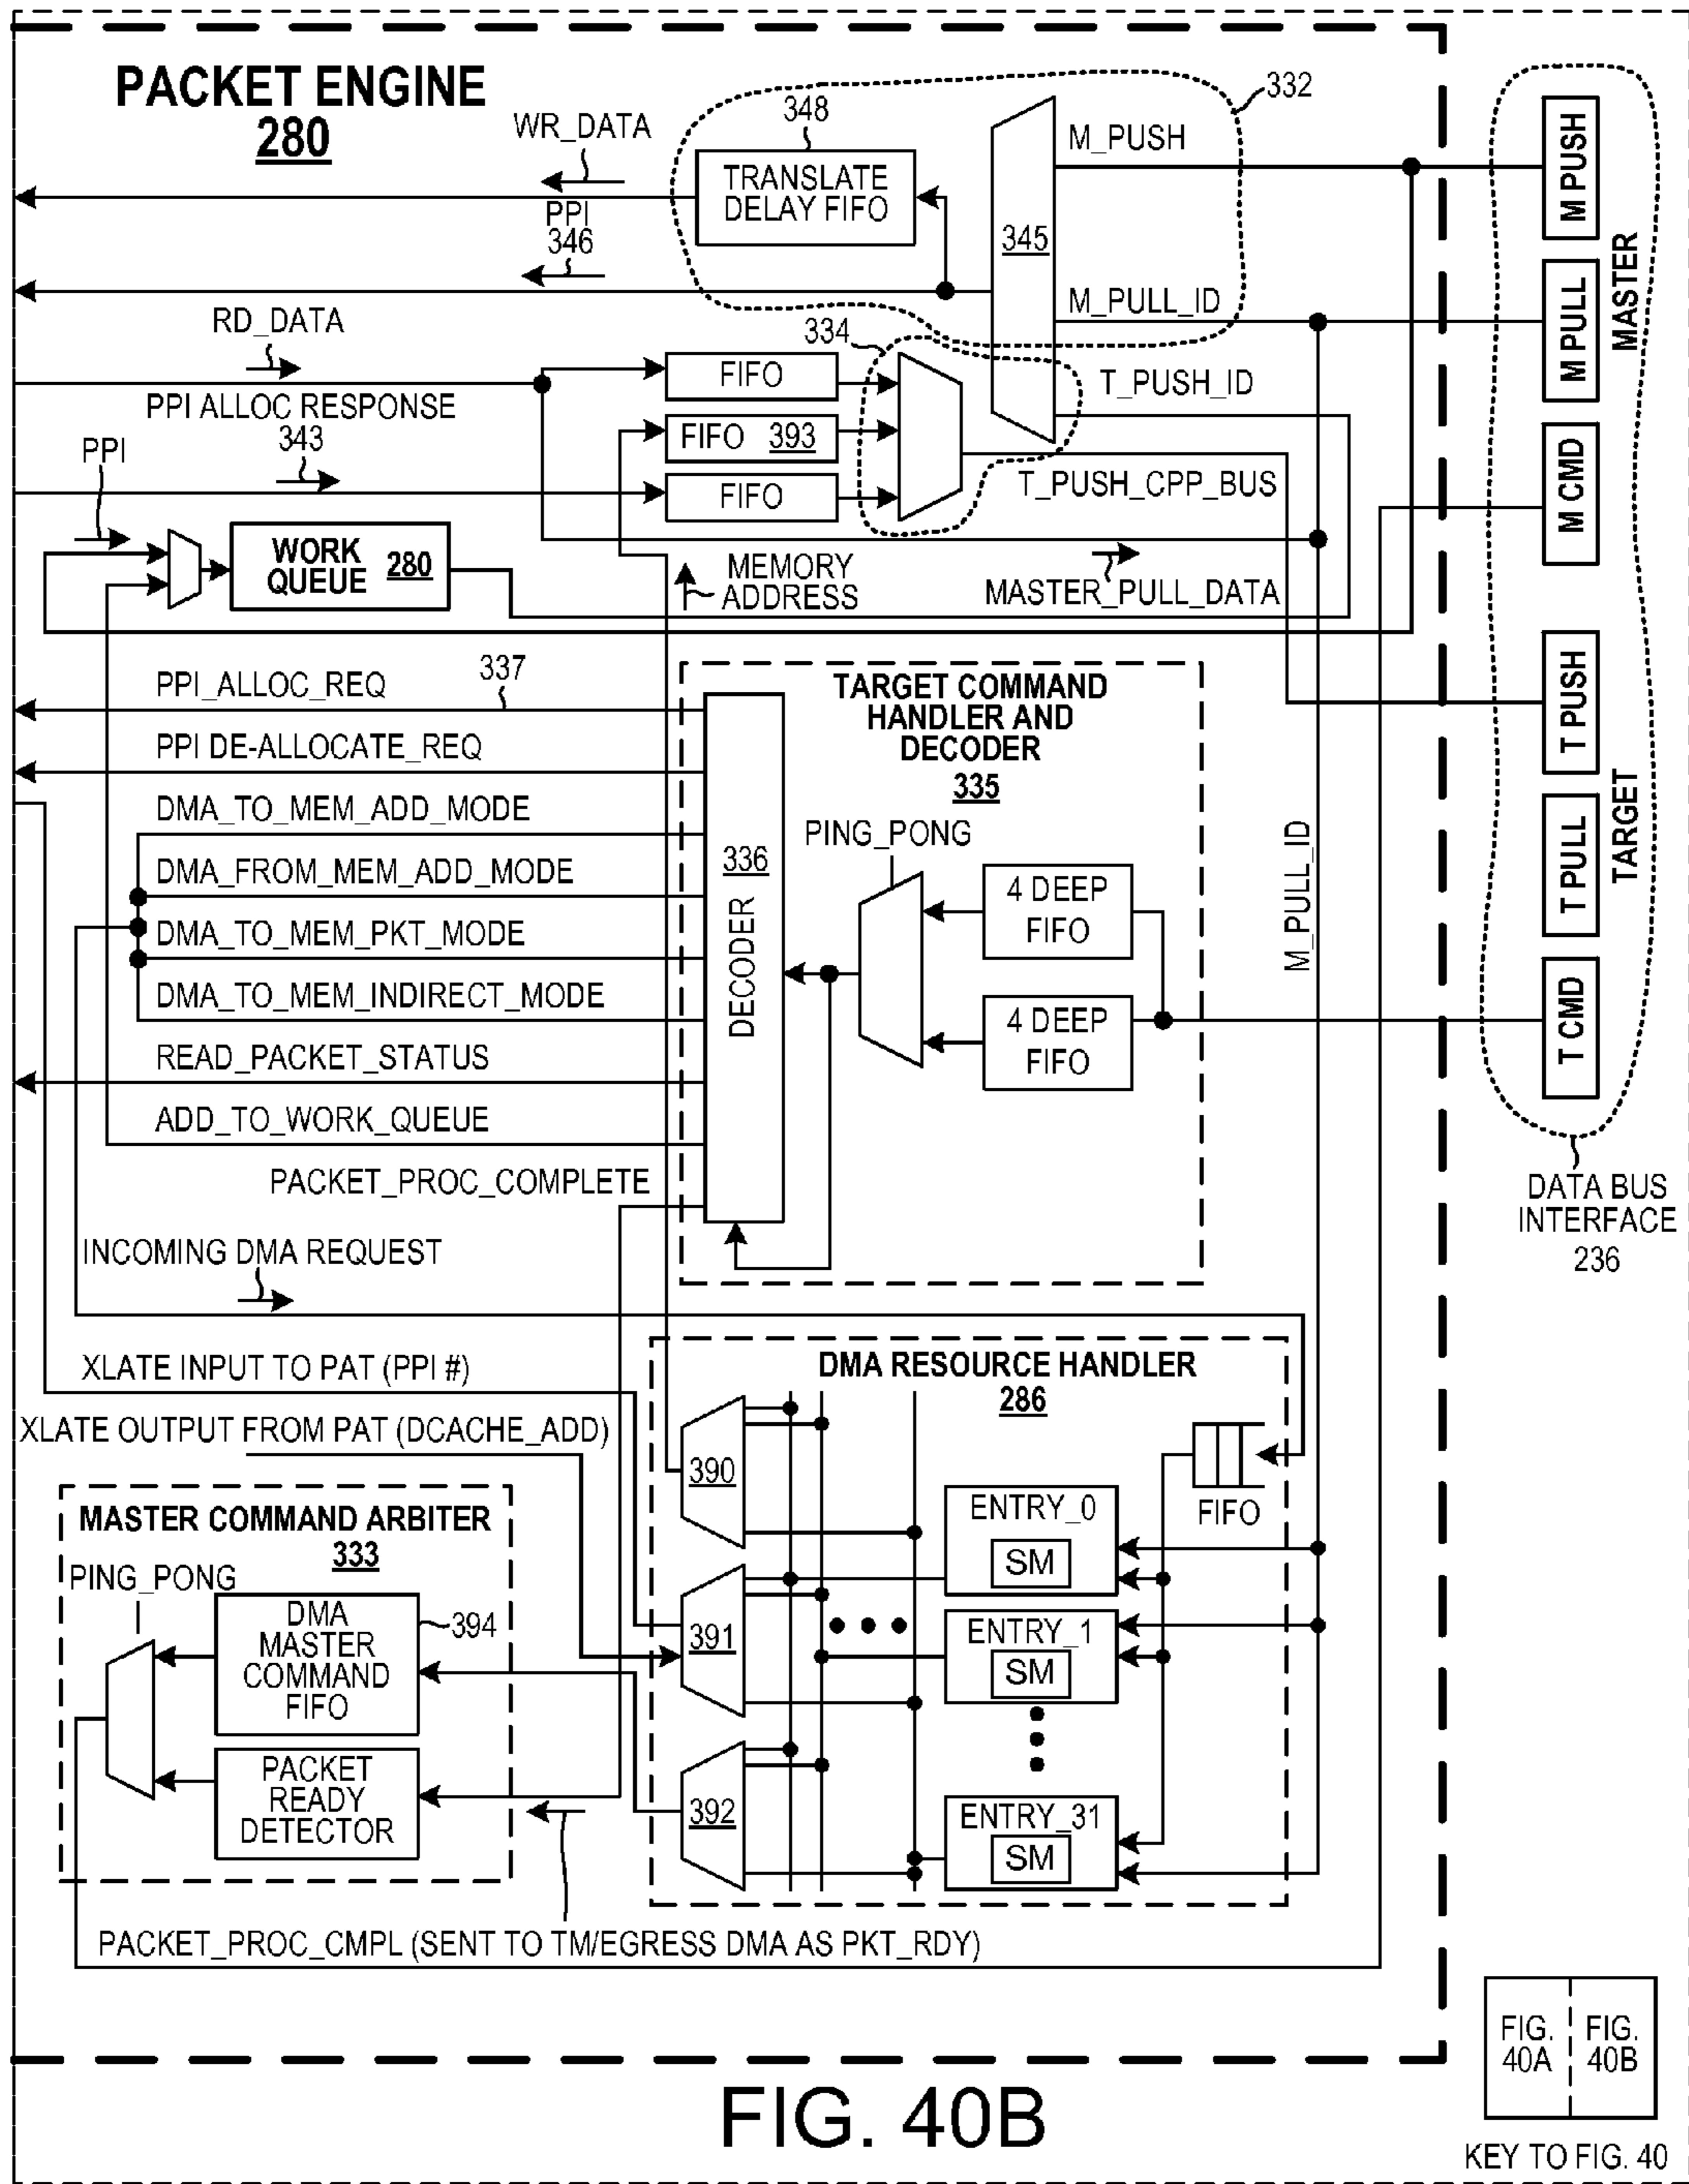 PACKET ENGINE
280
WR_DATA
348
332
TRANSLATE
DELAY FIFO
M_PUSH
PPI
346
345
M_PULL_ID
RD_DATA
334
FIFO
T_PUSH_ID
PPI ALLOC RESPONSE
343
FIFO 393
PPI
FIFO
T_PUSH_CPP_BUS
WORK
QUEUE 280
MEMORY
ADDRESS
MASTER_PULL_DATA
M PUSH
M PULL
MASTER
M CMD
T PUSH
T PULL
TARGET
T CMD
DATA BUS
INTERFACE
236
PPI_ALLOC_REQ
337
PPI DE-ALLOCATE_REQ
DMA_TO_MEM_ADD_MODE
DMA_FROM_MEM_ADD_MODE
DMA_TO_MEM_PKT_MODE
DMA_TO_MEM_INDIRECT_MODE
READ_PACKET_STATUS
ADD_TO_WORK_QUEUE
PACKET_PROC_COMPLETE
TARGET COMMAND
HANDLER AND
DECODER
335
336
DECODER
PING_PONG
4 DEEP
FIFO
4 DEEP
FIFO
M_PULL_ID
INCOMING DMA REQUEST
XLATE INPUT TO PAT (PPI #)
XLATE OUTPUT FROM PAT (DCACHE_ADD)
DMA RESOURCE HANDLER
286
390
391
392
FIFO
ENTRY_0
SM
ENTRY_1
SM
ENTRY_31
SM
MASTER COMMAND ARBITER
333
PING_PONG
DMA
MASTER
COMMAND
FIFO
394
PACKET
READY
DETECTOR
PACKET_PROC_CMPL (SENT TO TM/EGRESS DMA AS PKT_RDY)
FIG. 40B
FIG.
40A
FIG.
40B
KEY TO FIG. 40